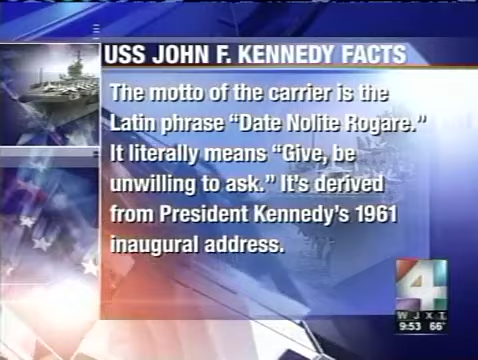 USS JOHN F. KENNEDY FACTS
The motto of the carrier is the
Latin phrase “Date Nolite Rogare.”
It literally means “Give, be
unwilling to ask.” It’s derived
from President Kennedy’s 1961
inaugural address.
4
WJXT
9:53 66°